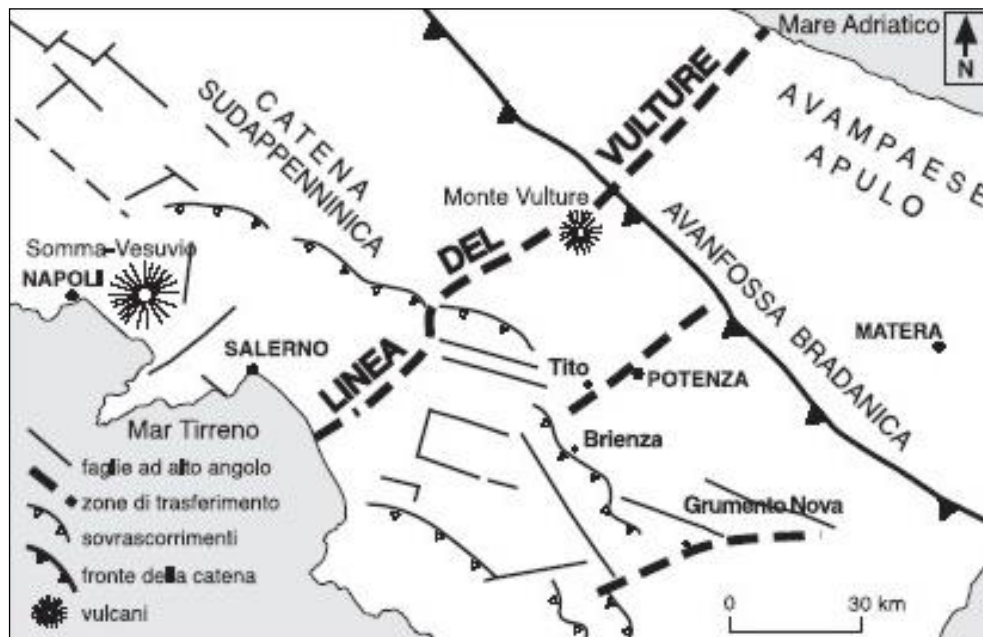 Mare Adriatico
N
CATENA
SUDAPPENNINICA
VULTURE
AVAMPAESE
APULO
Monte Vulture
DEL
Somma-Vesuvio
NAPOLI
AVANFOSSA BRADANICA
MATERA
LINEA
SALERNO
Tito
POTENZA
Mar Tirreno
Brienza
faglie ad alto angolo
zone di trasferimento
Grumento Nova
sovrascorrimenti
fronte della catena
vulcani
0 30 km